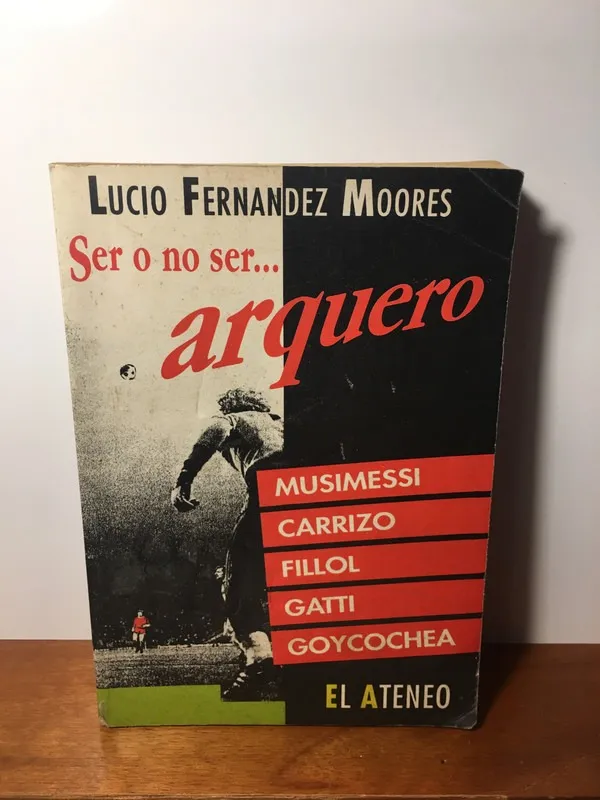 LUCIO FERNANDEZ MOORES
Ser o no ser...
arquero
MUSIMESSI
CARRIZO
FILLOL
GATTI
GOYCOCHEA
EL ATENEO